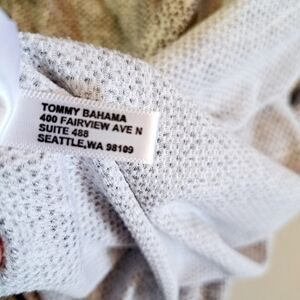 TOMMY BAHAMA
400 FAIRVIEW AVE N
SUITE 488
SEATTLE,WA 98109